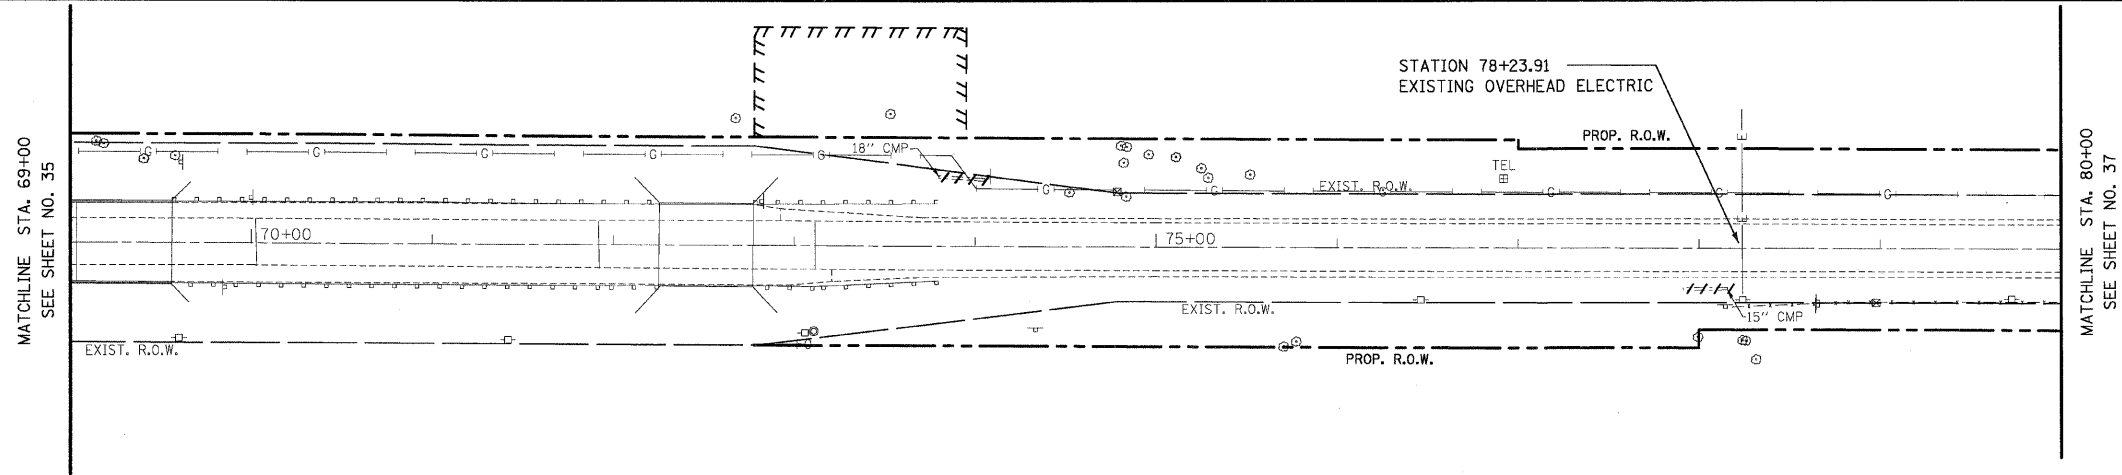 MATCHLINE STA. 69+00
SEE SHEET NO. 35
STATION 78+23.91
EXISTING OVERHEAD ELECTRIC
PROP. R.O.W.
G G G G G
18" CMP
TEL
G G EXIST. R.O.W. G G G G
E
E
70+00
75+00
EXIST. R.O.W.
15" CMP
EXIST. R.O.W.
PROP. R.O.W.
MATCHLINE STA. 80+00
SEE SHEET NO. 37